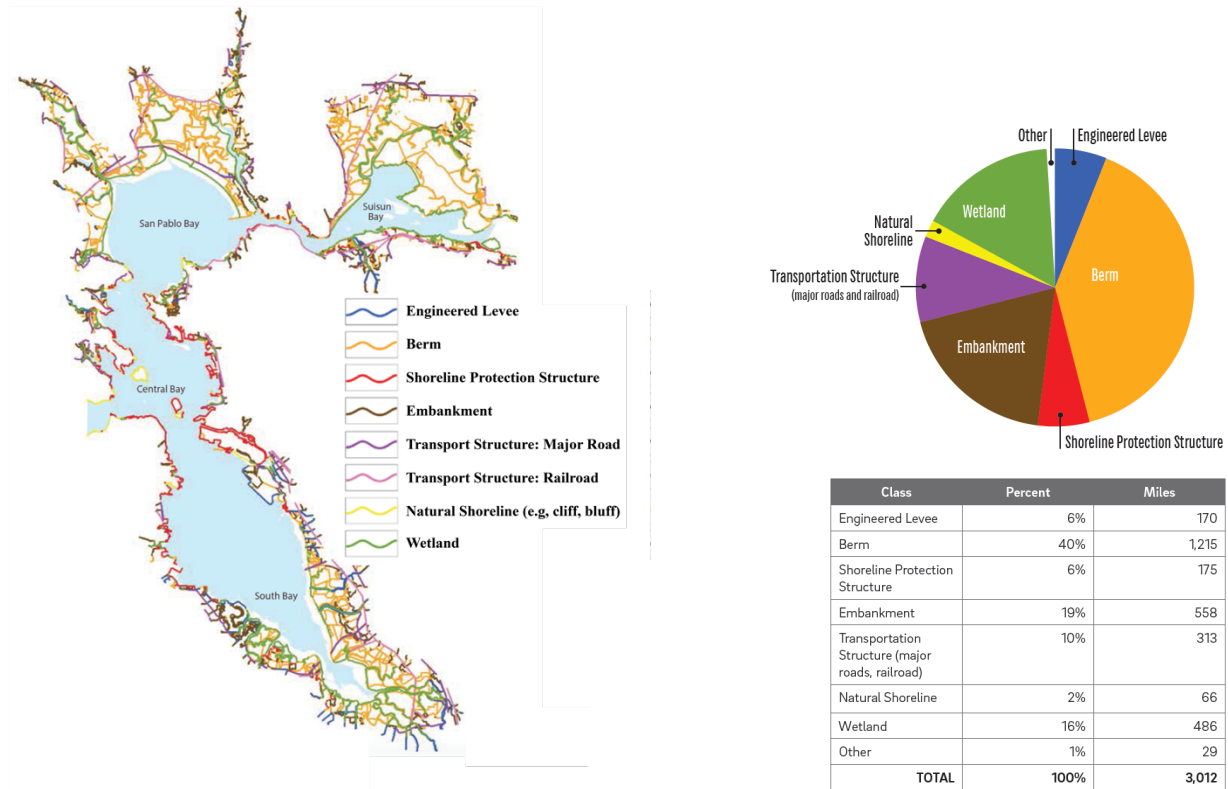 San Pablo Bay
Suisun
Bay
Central Bay
South Bay
Engineered Levee
Berm
Shoreline Protection Structure
Embankment
Transport Structure: Major Road
Transport Structure: Railroad
Natural Shoreline (e.g, cliff, bluff)
Wetland
Other
Engineered Levee
Wetland
Natural
Shoreline
Berm
Transportation Structure
(major roads and railroad)
Embankment
Shoreline Protection Structure
Class Percent Miles
Engineered Levee 6% 170
Berm 40% 1,215
Shoreline Protection 6% 175
Structure
Embankment 19% 558
Transportation 10% 313
Structure (major
roads, railroad)
Natural Shoreline 2% 66
Wetland 16% 486
Other 1% 29
TOTAL 100% 3,012